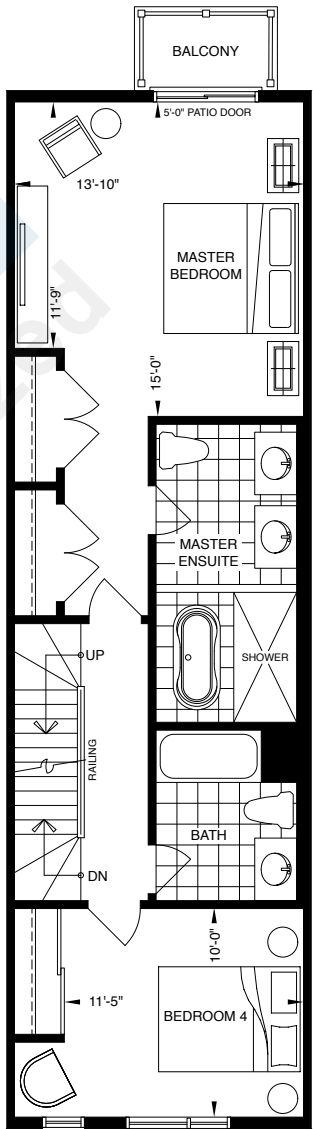 BALCONY
5'-0" PATIO DOOR
13'-10"
MASTER
BEDROOM
11'-9"
15'-0"
MASTER
ENSUITE
UP
SHOWER
RAILING
BATH
DN
10'-0"
11'-5"
BEDROOM 4